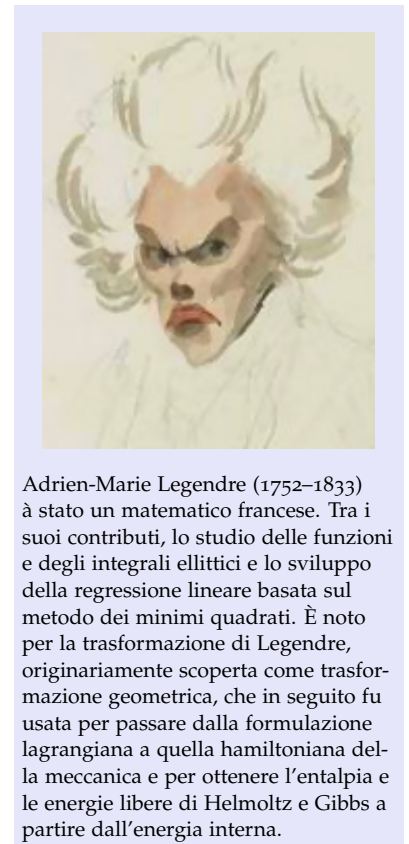 Adrien-Marie Legendre (1752–1833)
à stato un matematico francese. Tra i
suoi contributi, lo studio delle funzioni
e degli integrali ellittici e lo sviluppo
della regressione lineare basata sul
metodo dei minimi quadrati. È noto
per la trasformazione di Legendre,
originariamente scoperta come trasfor-
mazione geometrica, che in seguito fu
usata per passare dalla formulazione
lagrangiana a quella hamiltoniana del-
la meccanica e per ottenere l'entalpia e
le energie libere di Helmoltz e Gibbs a
partire dall'energia interna.